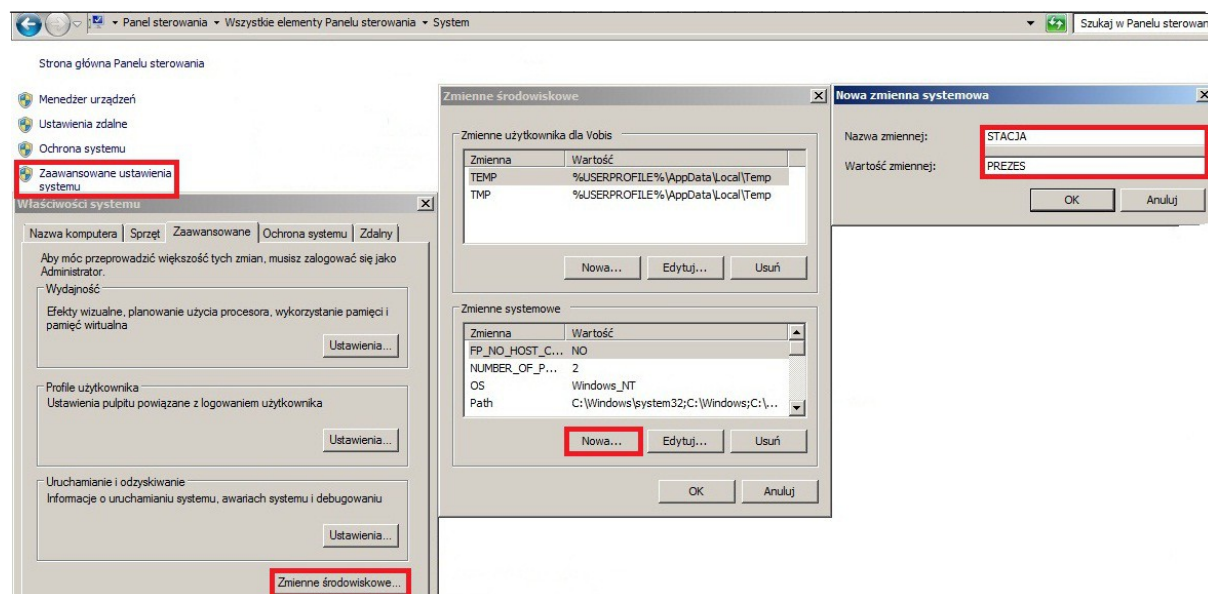 Panel sterowania Wszystkie elementy Panelu sterowania System
Szukaj w Panelu sterowan
Strona główna Panelu sterowania
Menedżer urządzeń
Ustawienia zdalne
Ochrona systemu
Zaawansowane ustawienia
systemu
Właściwości systemu
Nazwa komputera Sprzęt Zaawansowane Ochrona systemu Zdalny
Aby móc przeprowadzić większość tych zmian, musisz zalogować się jako
Administrator.
Wydajność
Efekty wizualne, planowanie użycia procesora, wykorzystanie pamięci i
pamięć wirtualna
Ustawienia...
Profile użytkownika
Ustawienia pulpitu powiązane z logowaniem użytkownika
Ustawienia...
Uruchamianie i odzyskiwanie
Informacje o uruchamianiu systemu, awariach systemu i debugowaniu
Ustawienia...
Zmienne środowiskowe...
Zmienne środowiskowe
Zmienne użytkownika dla Vobis
Zmienna Wartość
TEMP %USERPROFILE%\AppData\Local\Temp
TMP %USERPROFILE%\AppData\Local\Temp
Nowa... Edytuj... Usuń
Zmienne systemowe
Zmienna Wartość
FP_NO_HOST_C... NO
NUMBER_OF_P... 2
OS Windows_NT
Path C:\Windows\system32;C:\Windows;C:\...
Nowa... Edytuj... Usuń
OK Anuluj
Nowa zmienna systemowa
Nazwa zmiennej: STACJA
Wartość zmiennej: PREZES
OK Anuluj